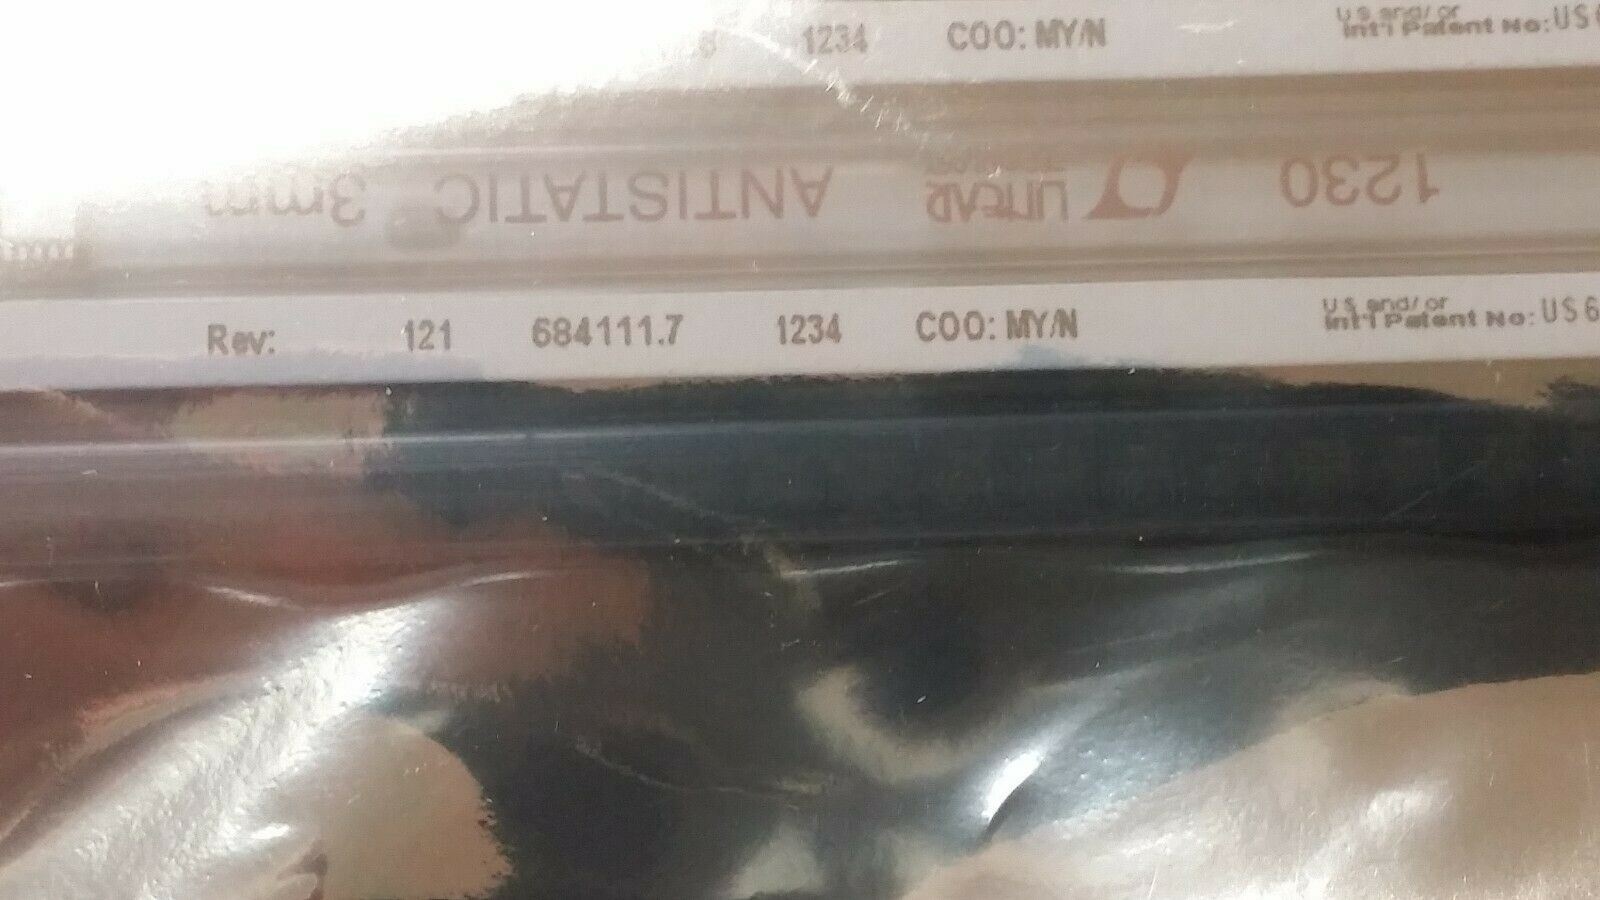 1234 COO: MY/N U.S. and/or
Int'l Patent No: US
1230 LINEAR ANTISTATIC 3mm
Rev: 121 684111.7 1234 COO: MY/N U.S. and/or
Int'l Patent No: US 6